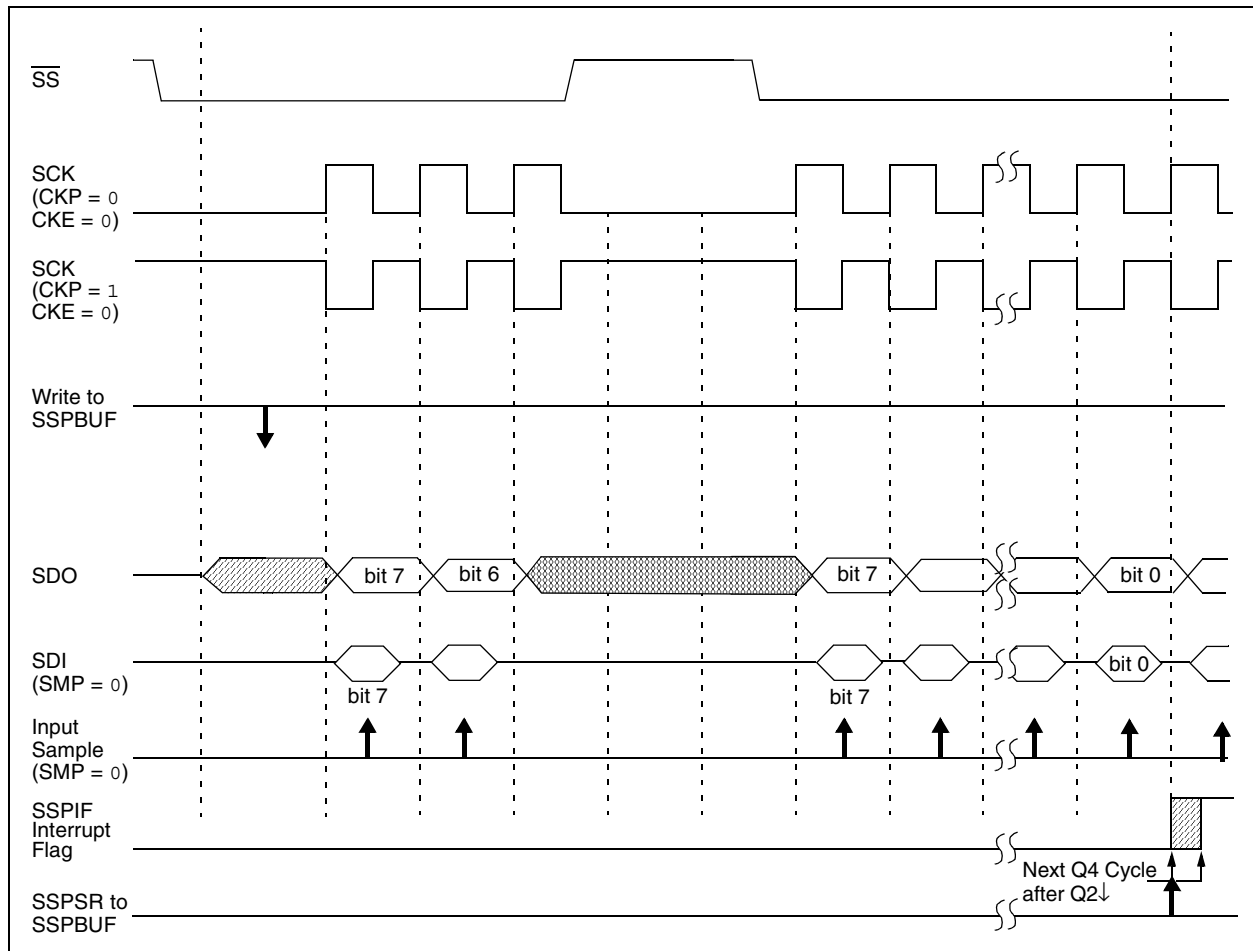 SS
SCK
(CKP = 0
CKE = 0)
SCK
(CKP = 1
CKE = 0)
Write to
SSPBUF
SDO
bit 7
bit 6
bit 7
bit 0
SDI
(SMP = 0)
bit 7
bit 7
bit 0
Input
Sample
(SMP = 0)
SSPIF
Interrupt
Flag
Next Q4 Cycle
after Q2↓
SSPSR to
SSPBUF